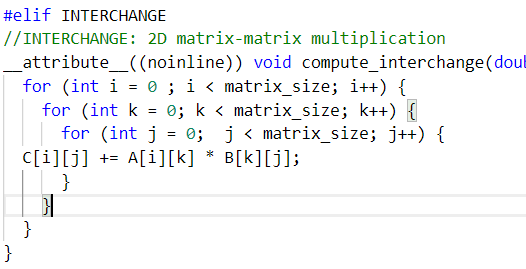 #elif INTERCHANGE
//INTERCHANGE: 2D matrix-matrix multiplication
__attribute__((noinline)) void compute_interchange(doub
for (int i = 0 ; i < matrix_size; i++) {
for (int k = 0; k < matrix_size; k++) {
for (int j = 0;  j < matrix_size; j++) {
C[i][j] += A[i][k] * B[k][j];
}
}
}
}